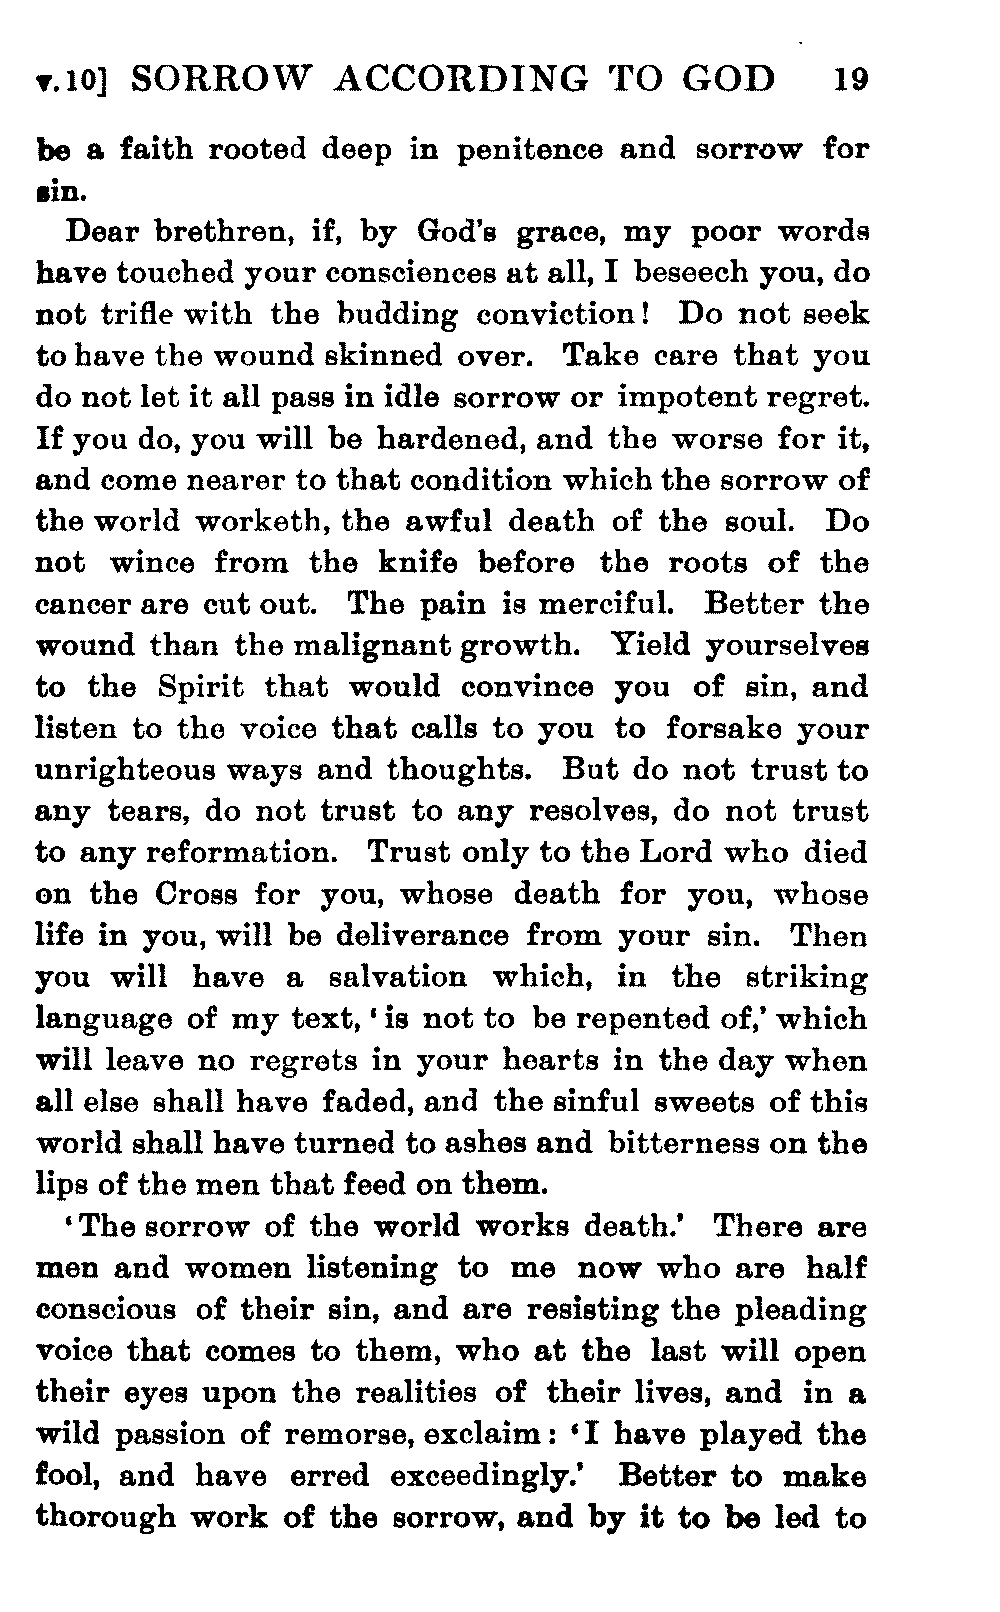 v. 10] SORROW ACCORDING TO GOD 19
be a faith rooted deep in penitence and sorrow for
sin.
Dear brethren, if, by God's grace, my poor words
have touched your consciences at all, I beseech you, do
not trifle with the budding conviction! Do not seek
to have the wound skinned over. Take care that you
do not let it all pass in idle sorrow or impotent regret.
If you do, you will be hardened, and the worse for it,
and come nearer to that condition which the sorrow of
the world worketh, the awful death of the soul. Do
not wince from the knife before the roots of the
cancer are cut out. The pain is merciful. Better the
wound than the malignant growth. Yield yourselves
to the Spirit that would convince you of sin, and
listen to the voice that calls to you to forsake your
unrighteous ways and thoughts. But do not trust to
any tears, do not trust to any resolves, do not trust
to any reformation. Trust only to the Lord who died
on the Cross for you, whose death for you, whose
life in you, will be deliverance from your sin. Then
you will have a salvation which, in the striking
language of my text, 'is not to be repented of,' which
will leave no regrets in your hearts in the day when
all else shall have faded, and the sinful sweets of this
world shall have turned to ashes and bitterness on the
lips of the men that feed on them.
'The sorrow of the world works death.' There are
men and women listening to me now who are half
conscious of their sin, and are resisting the pleading
voice that comes to them, who at the last will open
their eyes upon the realities of their lives, and in a
wild passion of remorse, exclaim: 'I have played the
fool, and have erred exceedingly.' Better to make
thorough work of the sorrow, and by it to be led to